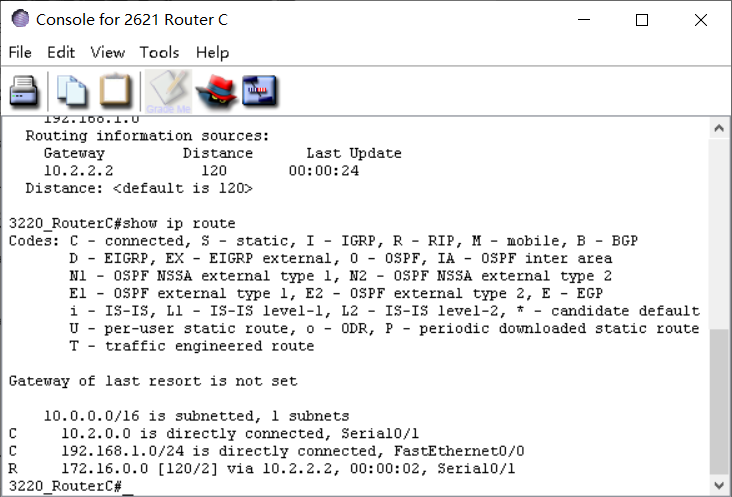 Console for 2621 Router C
File Edit View Tools Help
Grade Me
192.168.1.0
Routing information sources:
Gateway Distance Last Update
10.2.2.2 120 00:00:24
Distance: <default is 120>
3220_RouterC#show ip route
Codes: C - connected, S - static, I - IGRP, R - RIP, M - mobile, B - BGP
D - EIGRP, EX - EIGRP external, O - OSPF, IA - OSPF inter area
N1 - OSPF NSSA external type 1, N2 - OSPF NSSA external type 2
E1 - OSPF external type 1, E2 - OSPF external type 2, E - EGP
i - IS-IS, L1 - IS-IS level-1, L2 - IS-IS level-2, * - candidate default
U - per-user static route, o - ODR, P - periodic downloaded static route
T - traffic engineered route
Gateway of last resort is not set
10.0.0.0/16 is subnetted, 1 subnets
C 10.2.0.0 is directly connected, Serial0/1
C 192.168.1.0/24 is directly connected, FastEthernet0/0
R 172.16.0.0 [120/2] via 10.2.2.2, 00:00:02, Serial0/1
3220_RouterC#_